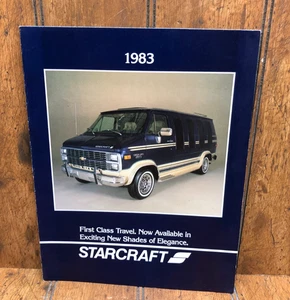 1983
First Class Travel. Now Available in
Exciting New Shades of Elegance.
STARCRAFT